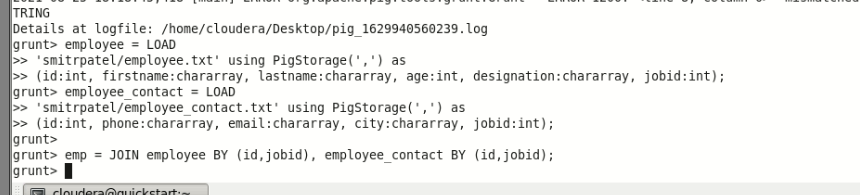 TRING
Details at logfile: /home/cloudera/Desktop/pig_1629940560239.log
grunt> employee = LOAD
>> 'smitrpatel/employee.txt' using PigStorage(',') as
>> (id:int, firstname:chararray, lastname:chararray, age:int, designation:chararray, jobid:int);
grunt> employee_contact = LOAD
>> 'smitrpatel/employee_contact.txt' using PigStorage(',') as
>> (id:int, phone:chararray, email:chararray, city:chararray, jobid:int);
grunt>
grunt> emp = JOIN employee BY (id,jobid), employee_contact BY (id,jobid);
grunt>
cloudera@quickstart:~